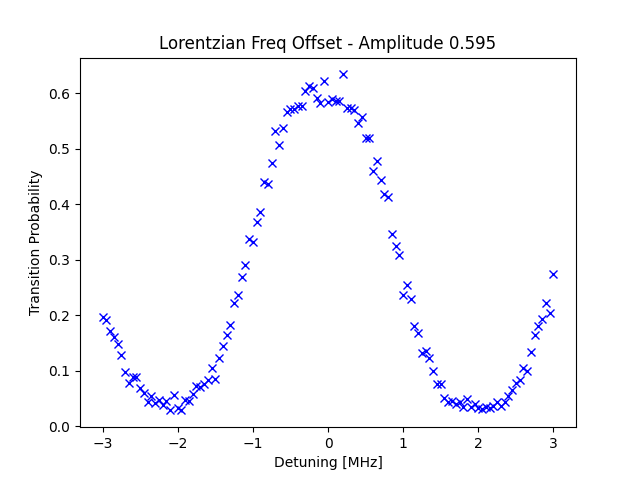 Lorentzian Freq Offset - Amplitude 0.595
Transition Probability
0.6
0.5
0.4
0.3
0.2
0.1
0.0
−3 −2 −1 0 1 2 3
Detuning [MHz]